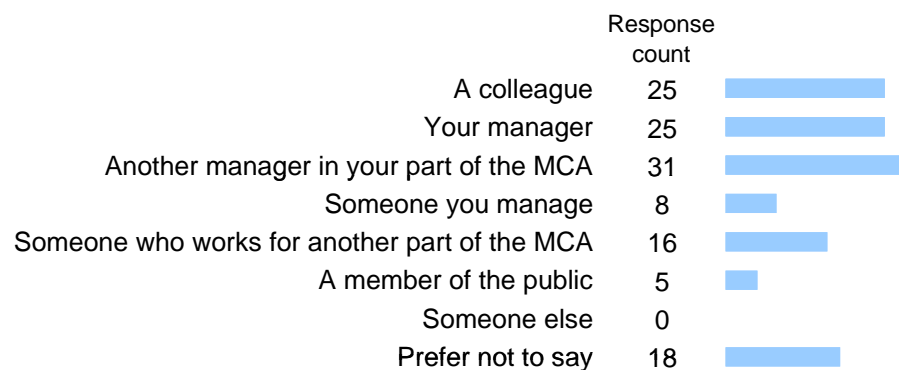 Response
count
A colleague 25
Your manager 25
Another manager in your part of the MCA 31
Someone you manage 8
Someone who works for another part of the MCA 16
A member of the public 5
Someone else 0
Prefer not to say 18